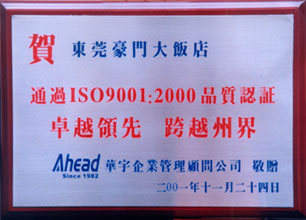 賀 東莞豪門大飯店
通過ISO9001:2000品質認証
卓越領先 跨越州界
Ahead 華宇企業管理顧問公司 敬贈
Since 1982
二00一年十一月二十四日